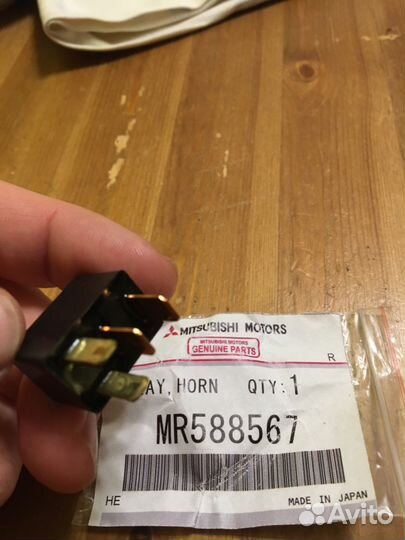 MITSUBISHI MOTORS
MITSUBISHI MOTORS
GENUINE PARTS
R
AY, HORN QTY:1
MR588567
HE
MADE IN JAPAN
Avito